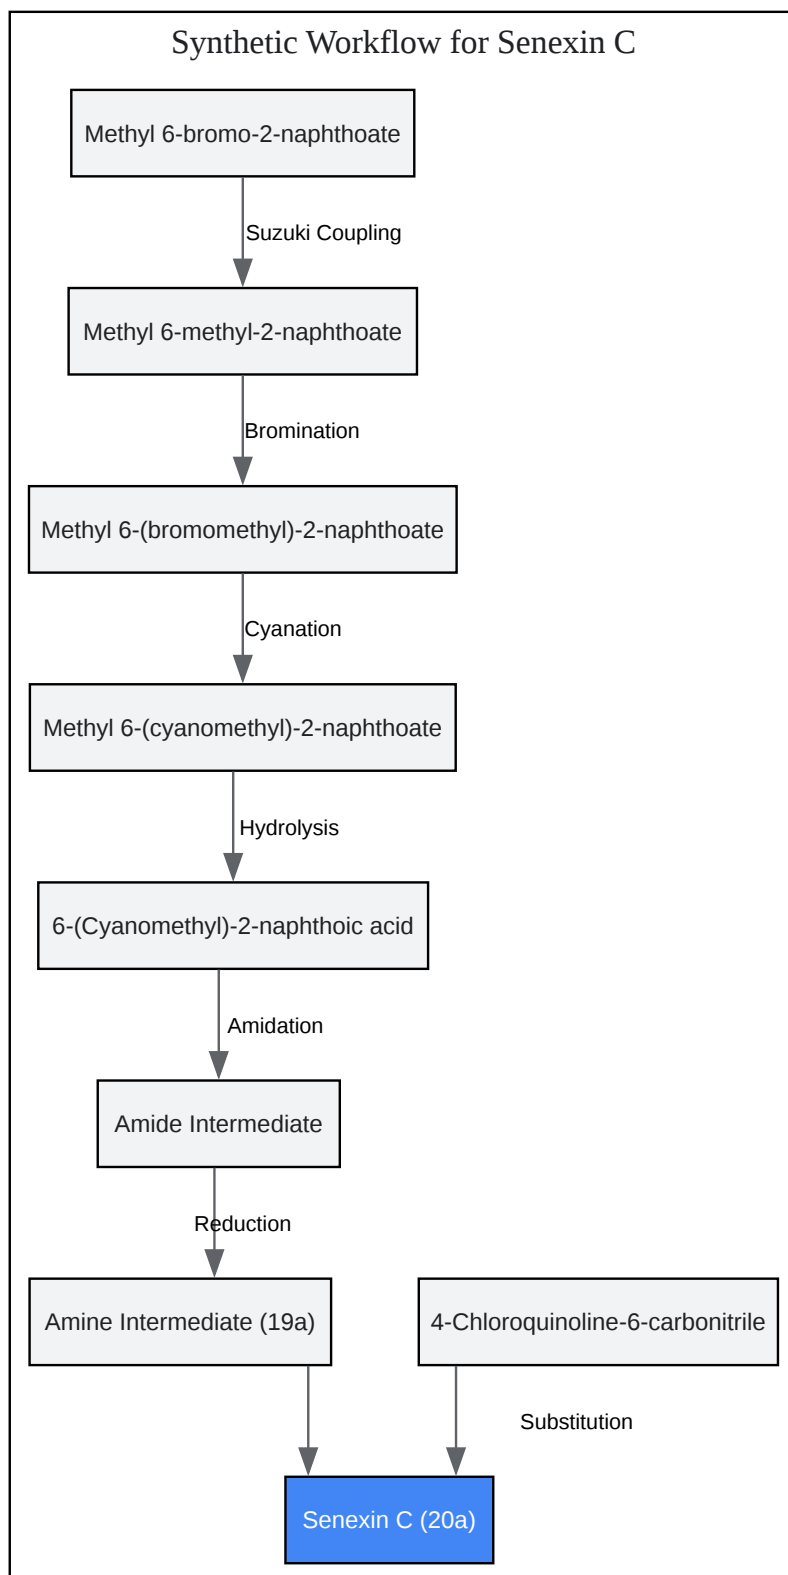 Synthetic Workflow for Senexin C
Methyl 6-bromo-2-naphthoate
Suzuki Coupling
Methyl 6-methyl-2-naphthoate
Bromination
Methyl 6-(bromomethyl)-2-naphthoate
Cyanation
Methyl 6-(cyanomethyl)-2-naphthoate
Hydrolysis
6-(Cyanomethyl)-2-naphthoic acid
Amidation
Amide Intermediate
Reduction
Amine Intermediate (19a)
4-Chloroquinoline-6-carbonitrile
Substitution
Senexin C (20a)